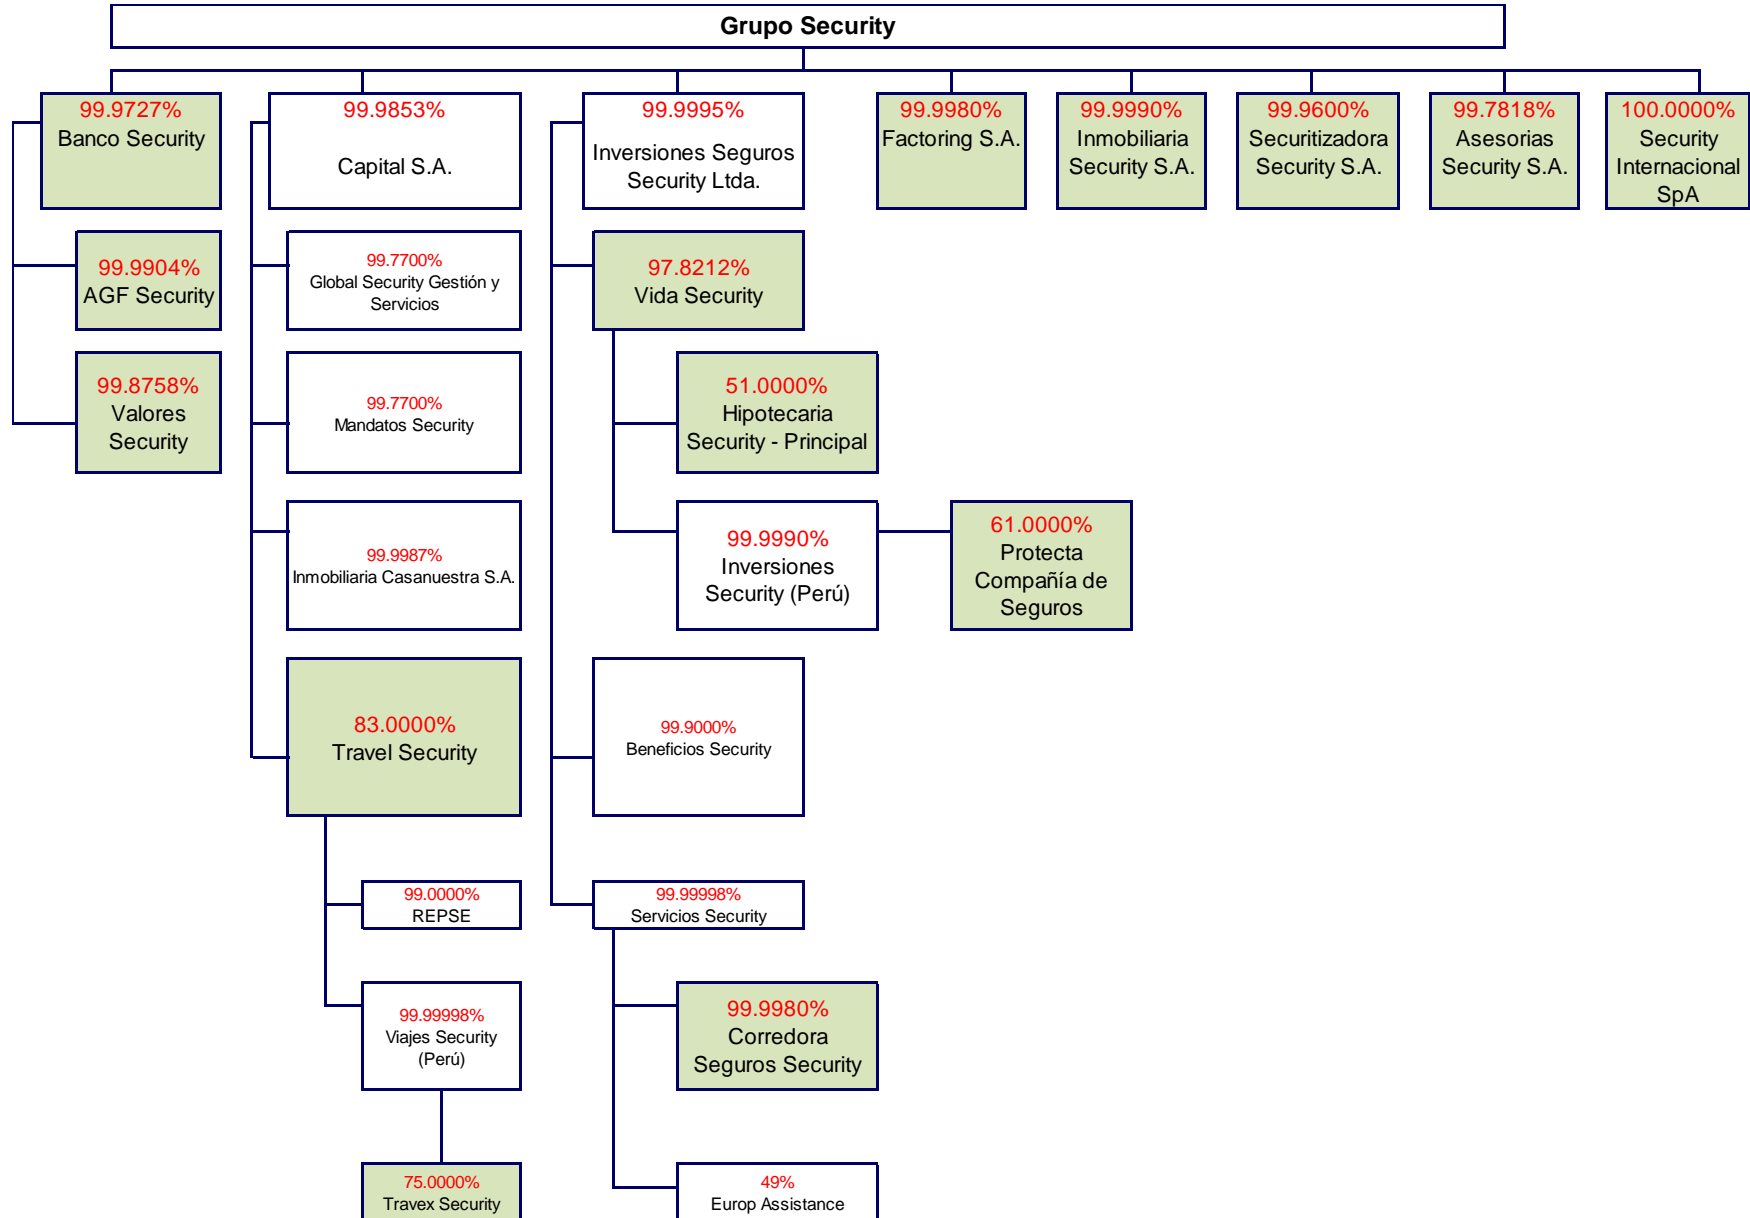 Grupo Security
99.9727%
Banco Security
99.9853%
Capital S.A.
99.9995%
Inversiones Seguros
Security Ltda.
99.9980%
Factoring S.A.
99.9990%
Inmobiliaria
Security S.A.
99.9600%
Securitizadora
Security S.A.
99.7818%
Asesorias
Security S.A.
100.0000%
Security
Internacional
SpA
99.9904%
AGF Security
99.7700%
Global Security Gestión y
Servicios
97.8212%
Vida Security
99.8758%
Valores
Security
99.7700%
Mandatos Security
51.0000%
Hipotecaria
Security - Principal
99.9987%
Inmobiliaria Casanuestra S.A.
99.9990%
Inversiones
Security (Perú)
61.0000%
Protecta
Compañía de
Seguros
83.0000%
Travel Security
99.9000%
Beneficios Security
99.0000%
REPSE
99.99998%
Servicios Security
99.99998%
Viajes Security
(Perú)
99.9980%
Corredora
Seguros Security
75.0000%
Travex Security
49%
Europ Assistance